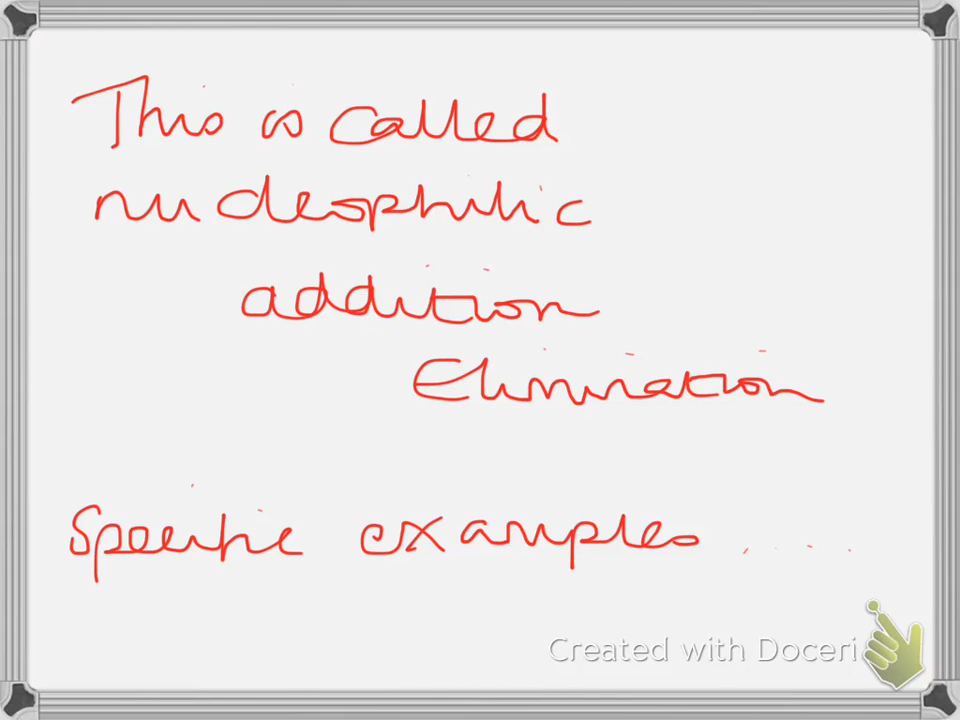 This is called
nucleophilic
addition
Elimination
Specific examples ....
Created with Doceri